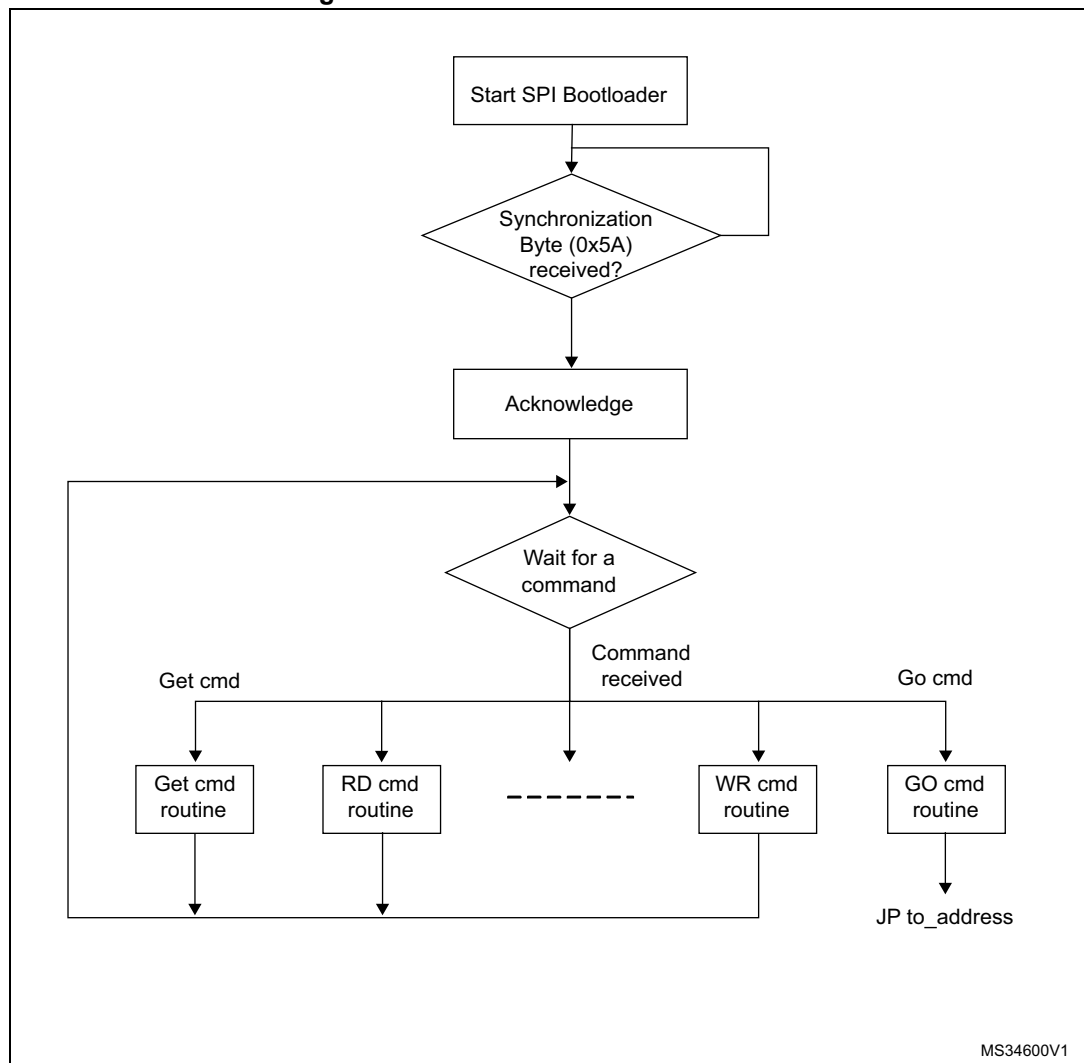 Start SPI Bootloader
Synchronization
Byte (0x5A)
received?
Acknowledge
Wait for a
command
Command
received
Get cmd
Go cmd
Get cmd
routine
RD cmd
routine
WR cmd
routine
GO cmd
routine
JP to_address
MS34600V1